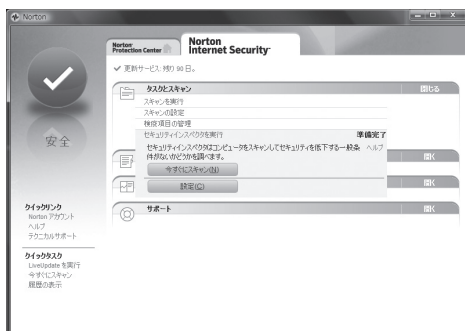 Norton
Norton
Protection Center
Norton
Internet Security
✓ 更新サービス: 残り 90 日。
安全
タスクとスキャン
閉じる
スキャンを実行
スキャンの設定
検疫項目の管理
セキュリティインスペクタを実行
準備完了
セキュリティインスペクタはコンピュータをスキャンしてセキュリティを低下する一般条
件がないかどうかを調べます。
ヘルプ
今すぐにスキャン(N)
設定(C)
開く
開く
サポート
開く
クイックリンク
Norton アカウント
ヘルプ
テクニカルサポート
クイックタスク
LiveUpdate を実行
今すぐにスキャン
履歴の表示